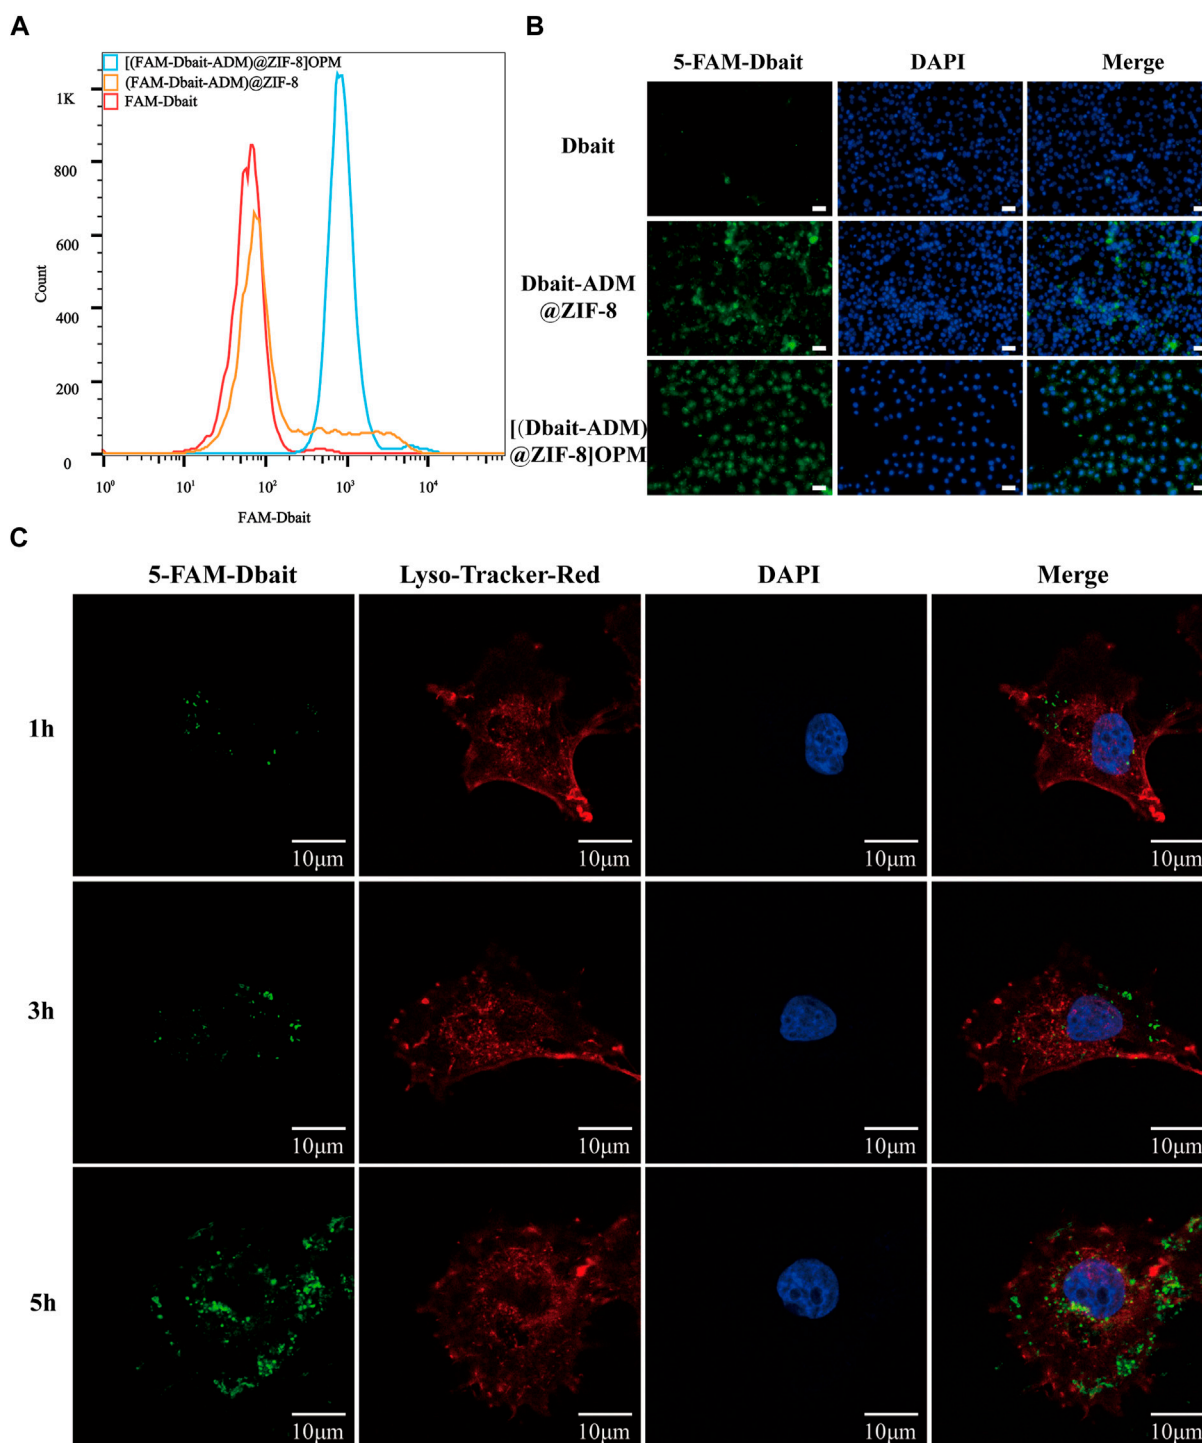 A
[(FAM-Dbait-ADM)@ZIF-8]OPM
(FAM-Dbait-ADM)@ZIF-8
FAM-Dbait
1K
800
600
400
200
0
Count
10⁰
10¹
10²
10³
10⁴
FAM-Dbait
B
5-FAM-Dbait
DAPI
Merge
Dbait
Dbait-ADM
@ZIF-8
[(Dbait-ADM)
@ZIF-8]OPM
C
5-FAM-Dbait
Lyso-Tracker-Red
DAPI
Merge
1h
10μm
10μm
10μm
10μm
3h
10μm
10μm
10μm
10μm
5h
10μm
10μm
10μm
10μm